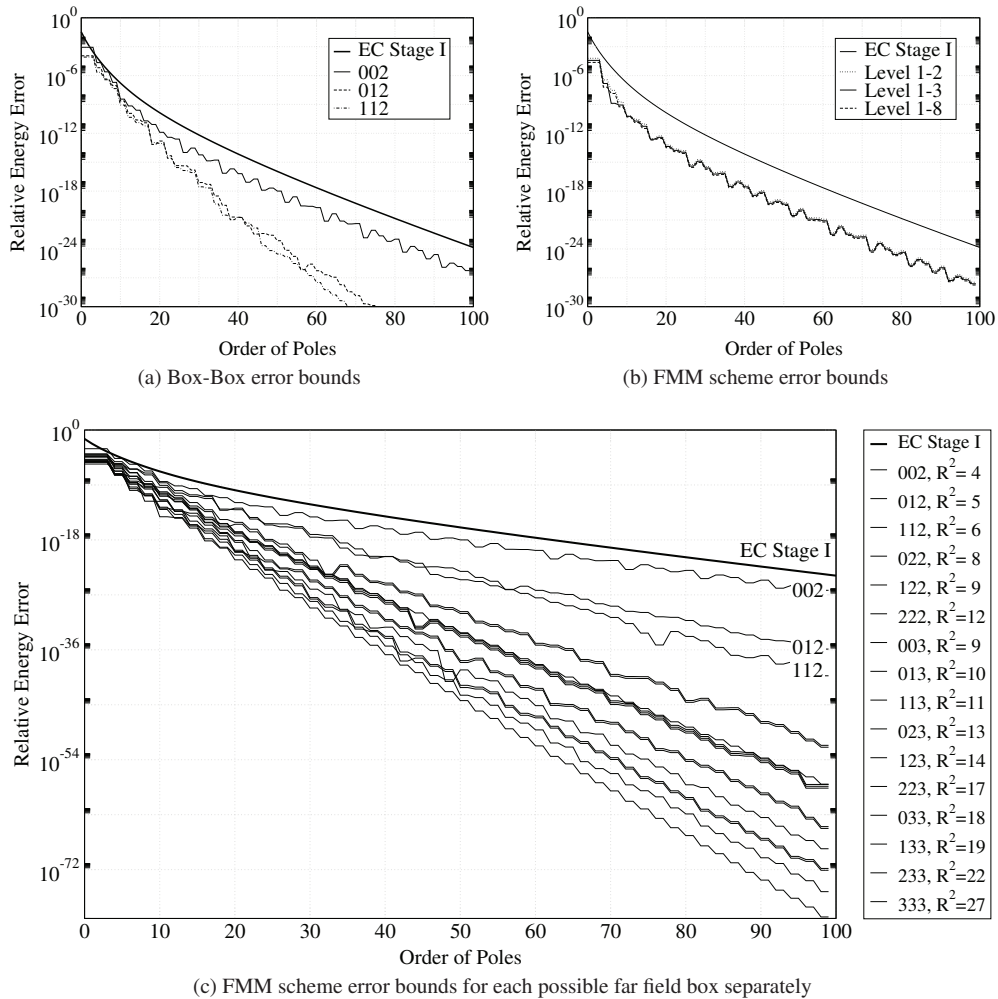 Relative Energy Error
10^0
10^-6
10^-12
10^-18
10^-24
10^-30
0 20 40 60 80 100
Order of Poles
EC Stage I
002
012
112
(a) Box-Box error bounds
Relative Energy Error
10^0
10^-6
10^-12
10^-18
10^-24
10^-30
0 20 40 60 80 100
Order of Poles
EC Stage I
Level 1-2
Level 1-3
Level 1-8
(b) FMM scheme error bounds
Relative Energy Error
10^0
10^-18
10^-36
10^-54
10^-72
0 10 20 30 40 50 60 70 80 90 100
Order of Poles
EC Stage I
002
012
112
EC Stage I
002, R^2= 4
012, R^2= 5
112, R^2= 6
022, R^2= 8
122, R^2= 9
222, R^2=12
003, R^2= 9
013, R^2=10
113, R^2=11
023, R^2=13
123, R^2=14
223, R^2=17
033, R^2=18
133, R^2=19
233, R^2=22
333, R^2=27
(c) FMM scheme error bounds for each possible far field box separately